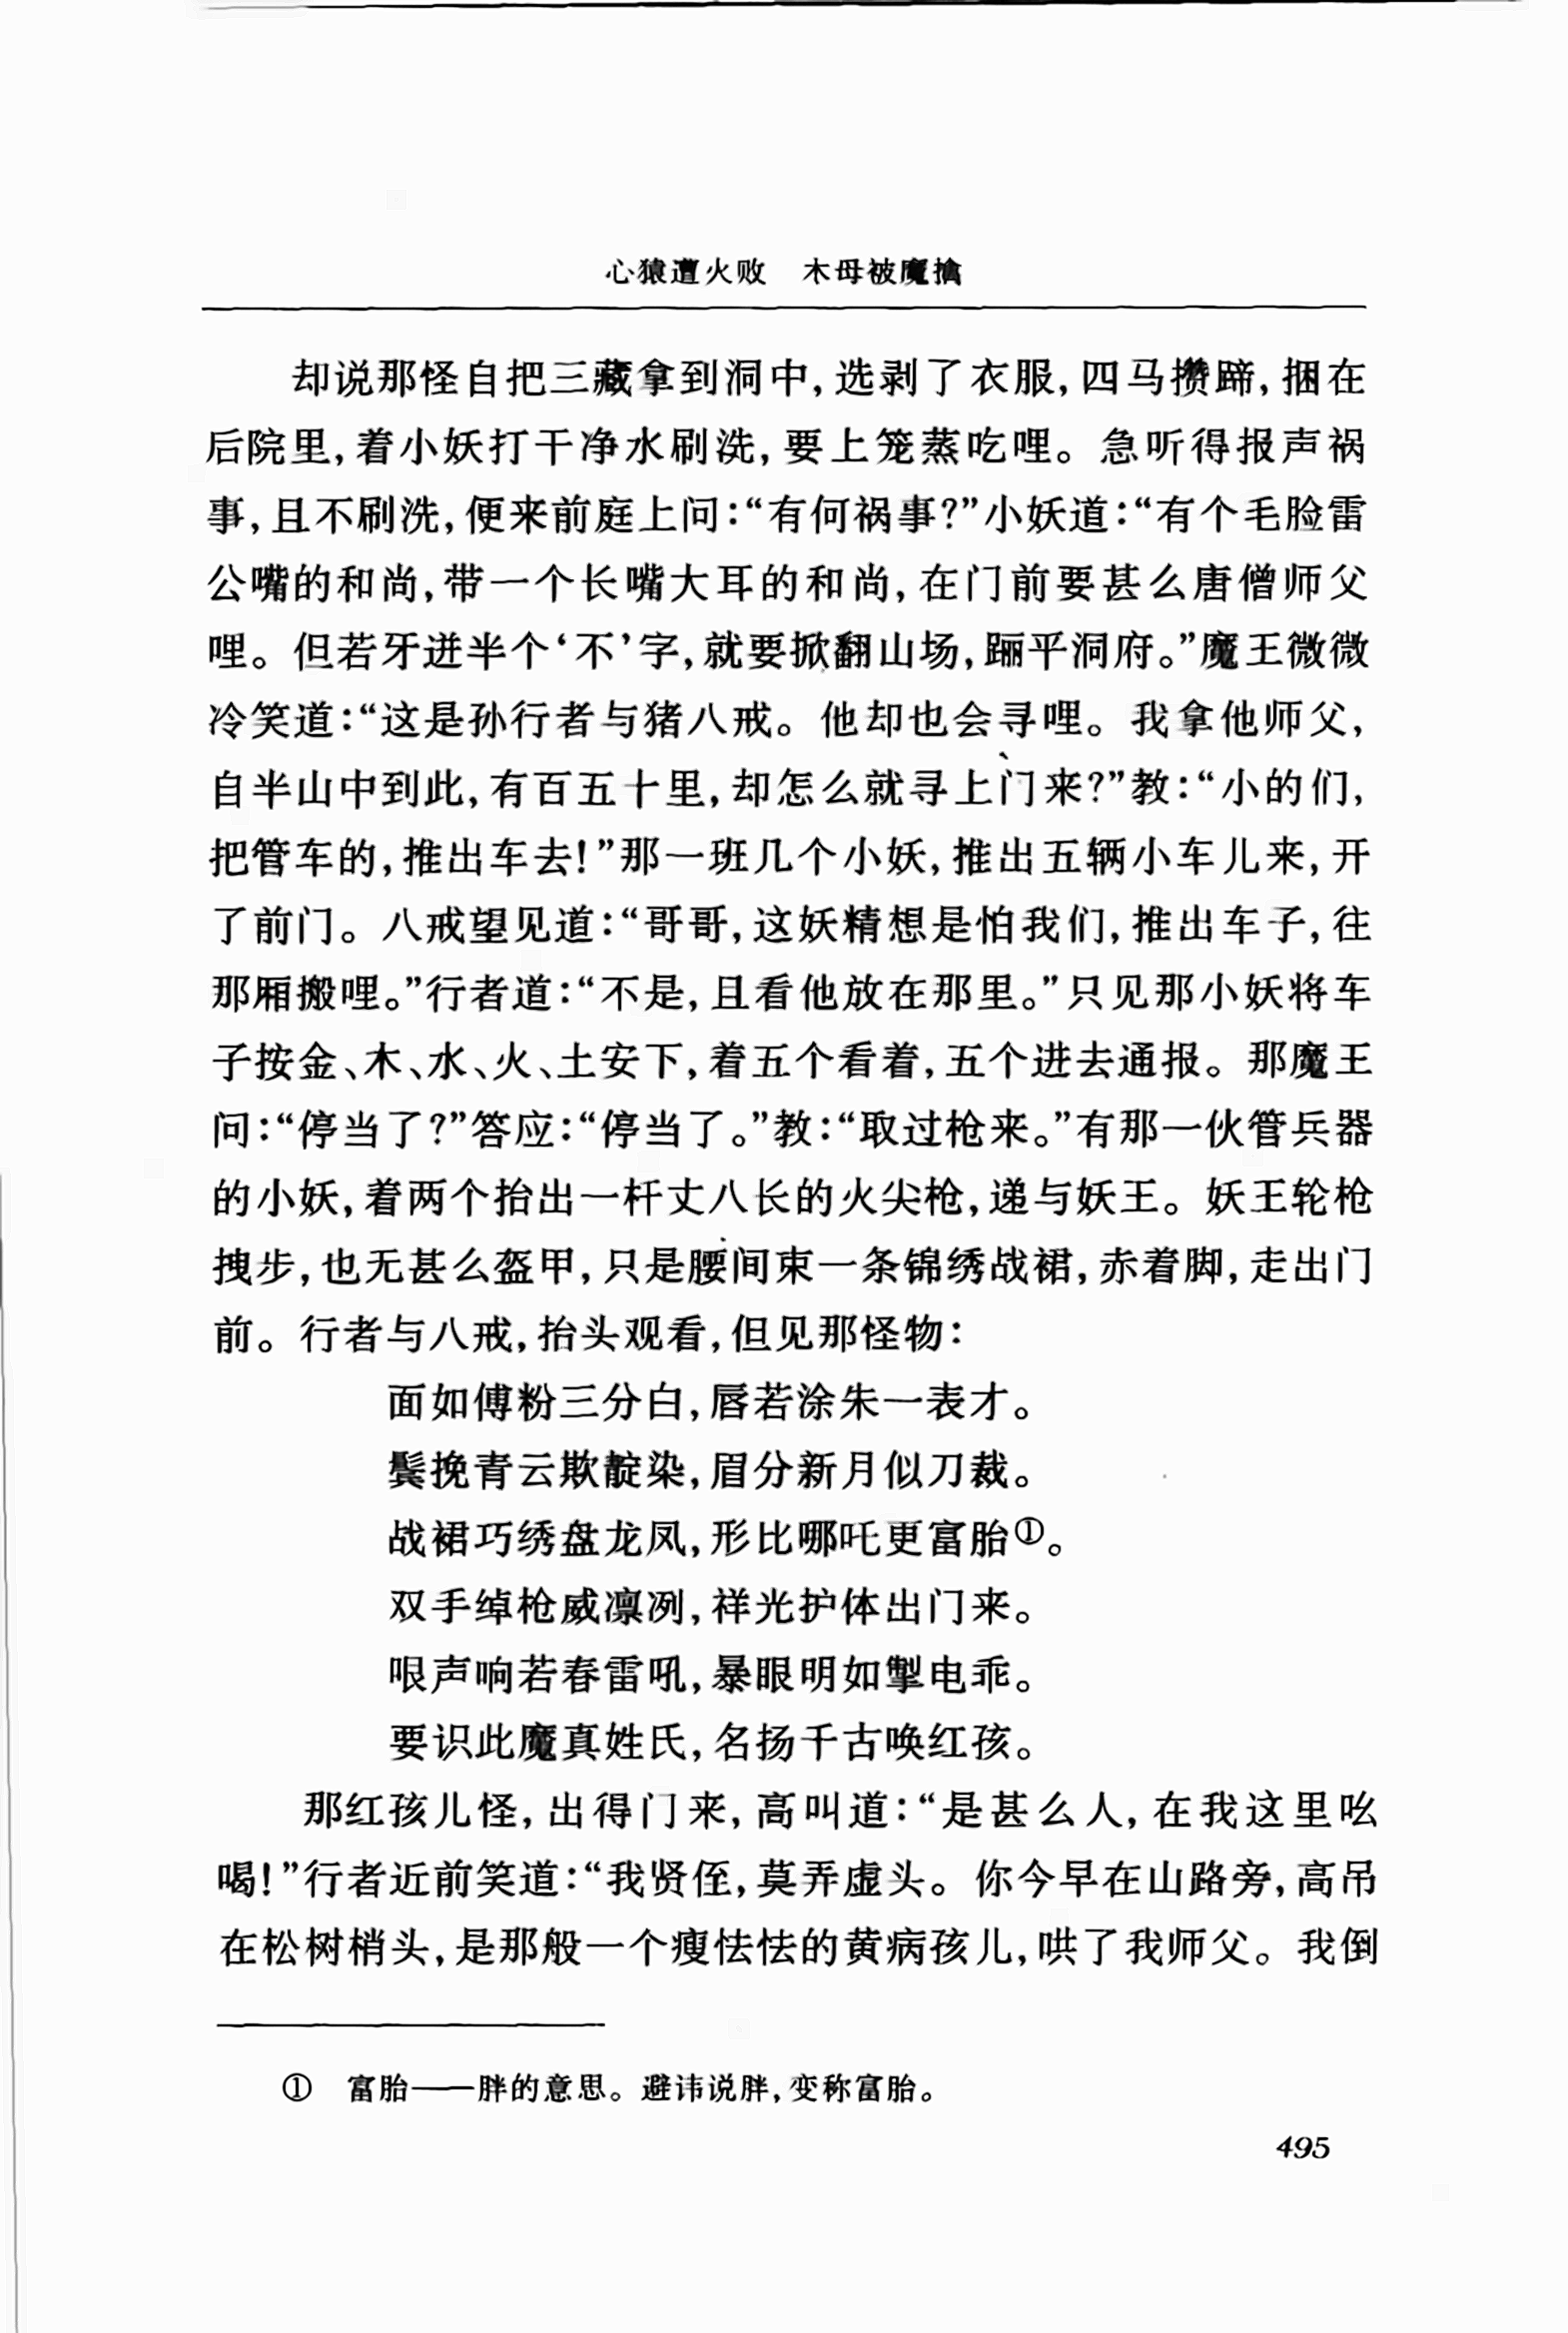 心猿遭火败　木母被魔擒
却说那怪自把三藏拿到洞中,选剥了衣服,四马攒蹄,捆在
后院里,着小妖打干净水刷洗,要上笼蒸吃哩。急听得报声祸
事,且不刷洗,便来前庭上问:“有何祸事?”小妖道:“有个毛脸雷
公嘴的和尚,带一个长嘴大耳的和尚,在门前要甚么唐僧师父
哩。但若牙迸半个‘不’字,就要掀翻山场,躧平洞府。”魔王微微
冷笑道:“这是孙行者与猪八戒。他却也会寻哩。我拿他师父,
自半山中到此,有百五十里,却怎么就寻上门来?”教:“小的们,
把管车的,推出车去!”那一班几个小妖,推出五辆小车儿来,开
了前门。八戒望见道:“哥哥,这妖精想是怕我们,推出车子,往
那厢搬哩。”行者道:“不是,且看他放在那里。”只见那小妖将车
子按金、木、水、火、土安下,着五个看着,五个进去通报。那魔王
问:“停当了?”答应:“停当了。”教:“取过枪来。”有那一伙管兵器
的小妖,着两个抬出一杆丈八长的火尖枪,递与妖王。妖王轮枪
拽步,也无甚么盔甲,只是腰间束一条锦绣战裙,赤着脚,走出门
前。行者与八戒,抬头观看,但见那怪物:
面如傅粉三分白,唇若涂朱一表才。
鬓挽青云欺靛染,眉分新月似刀裁。
战裙巧绣盘龙凤,形比哪吒更富胎①。
双手绰枪威凛冽,祥光护体出门来。
哏声响若春雷吼,暴眼明如掣电乖。
要识此魔真姓氏,名扬千古唤红孩。
那红孩儿怪,出得门来,高叫道:“是甚么人,在我这里吆
喝!”行者近前笑道:“我贤侄,莫弄虚头。你今早在山路旁,高吊
在松树梢头,是那般一个瘦怯怯的黄病孩儿,哄了我师父。我倒
①　富胎——胖的意思。避讳说胖,变称富胎。
495